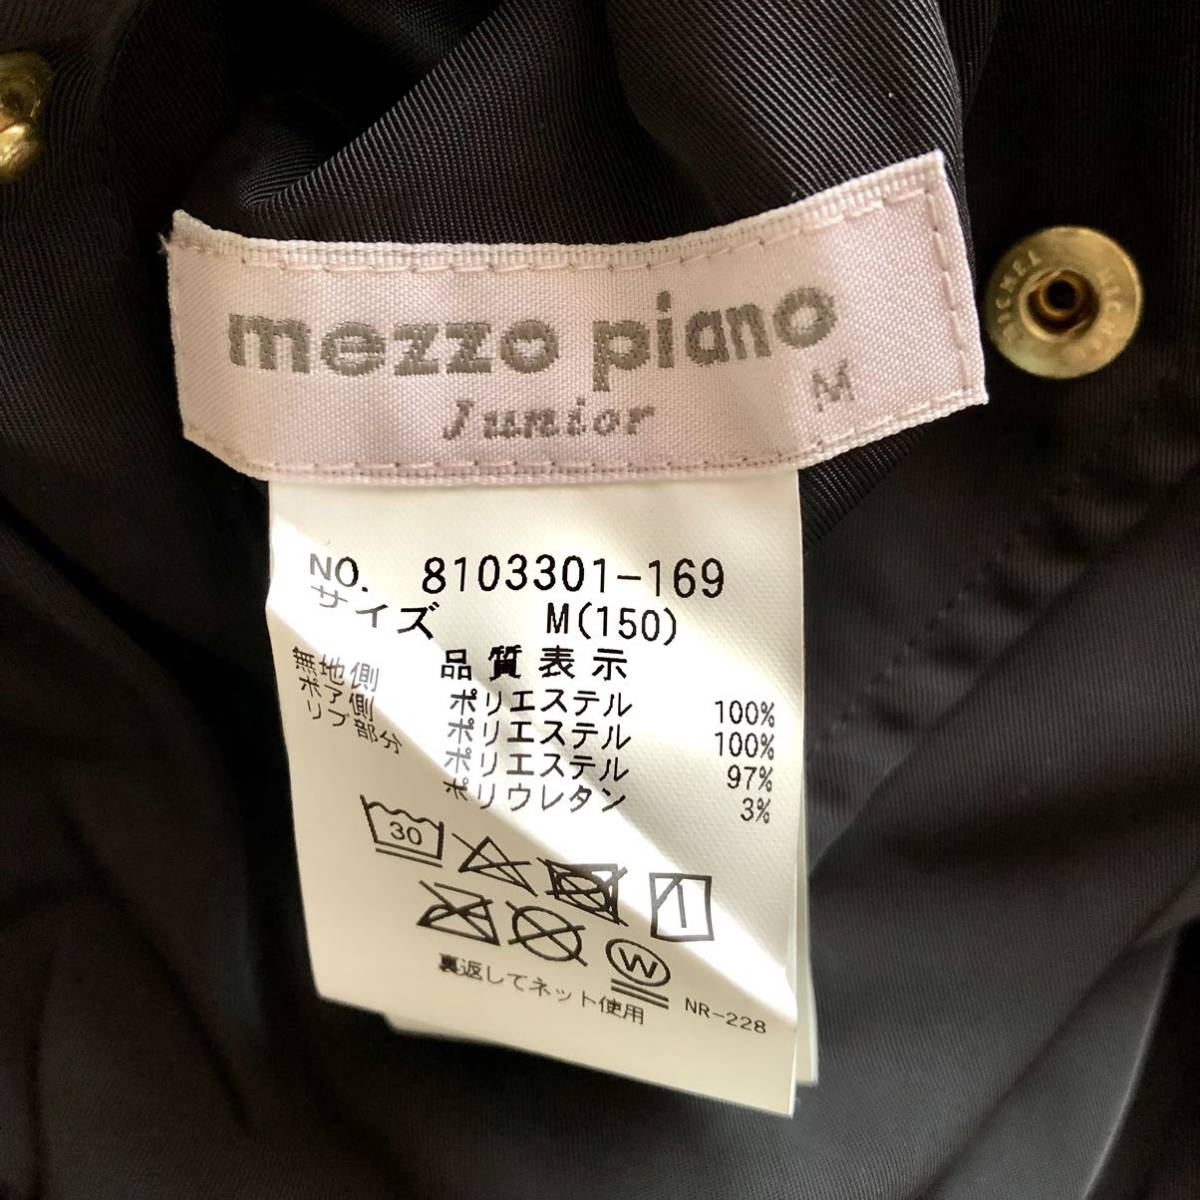 mezzo piano
Junior
M
NO. 8103301-169
サイズ M(150)
品質表示
無地側 ポリエステル 100%
ボア側 ポリエステル 100%
リブ部分 ポリエステル 97%
ポリウレタン 3%
30
W
裏返してネット使用
NR-228